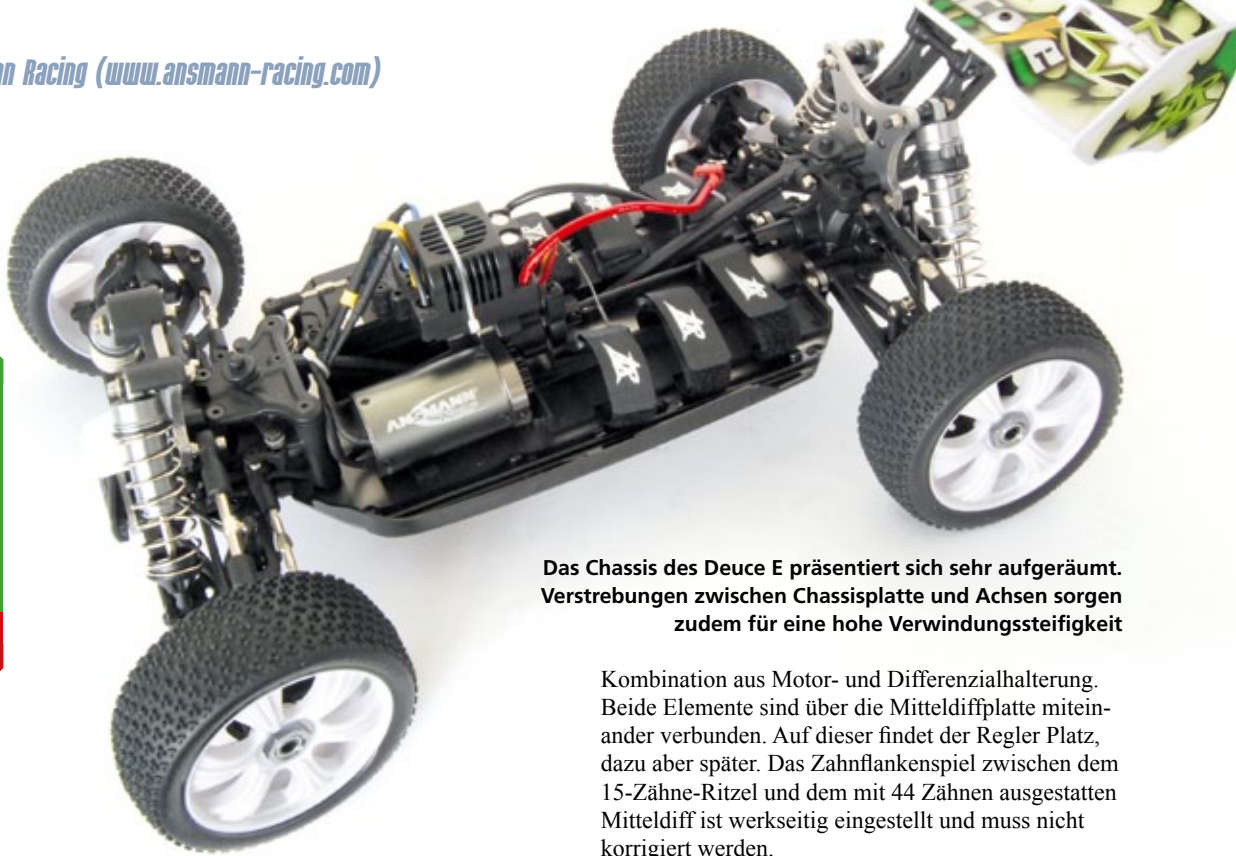 nn Racing (www.ansmann-racing.com)
ANSMANN
Das Chassis des Deuce E präsentiert sich sehr aufgeräumt.
Verstrebungen zwischen Chassisplatte und Achsen sorgen
zudem für eine hohe Verwindungssteifigkeit
Kombination aus Motor- und Differenzialhalterung.
Beide Elemente sind über die Mitteldiffplatte mitein-
ander verbunden. Auf dieser findet der Regler Platz,
dazu aber später. Das Zahnflankenspiel zwischen dem
15-Zähne-Ritzel und dem mit 44 Zähnen ausgestatten
Mitteldiff ist werkseitig eingestellt und muss nicht
korrigiert werden.